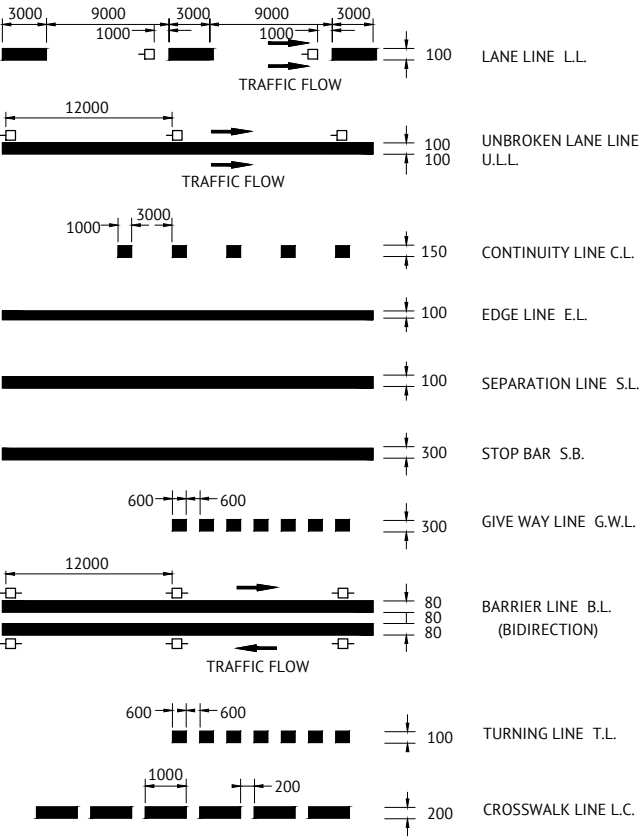 3000 9000 3000 9000 3000
1000 1000
100 LANE LINE L.L.
TRAFFIC FLOW
12000
100 UNBROKEN LANE LINE
100 U.L.L.
TRAFFIC FLOW
1000 3000
150 CONTINUITY LINE C.L.
100 EDGE LINE E.L.
100 SEPARATION LINE S.L.
300 STOP BAR S.B.
600 600
300 GIVE WAY LINE G.W.L.
12000
80 BARRIER LINE B.L.
80
80 (BIDIRECTION)
TRAFFIC FLOW
600 600
100 TURNING LINE T.L.
1000 200
200 CROSSWALK LINE L.C.